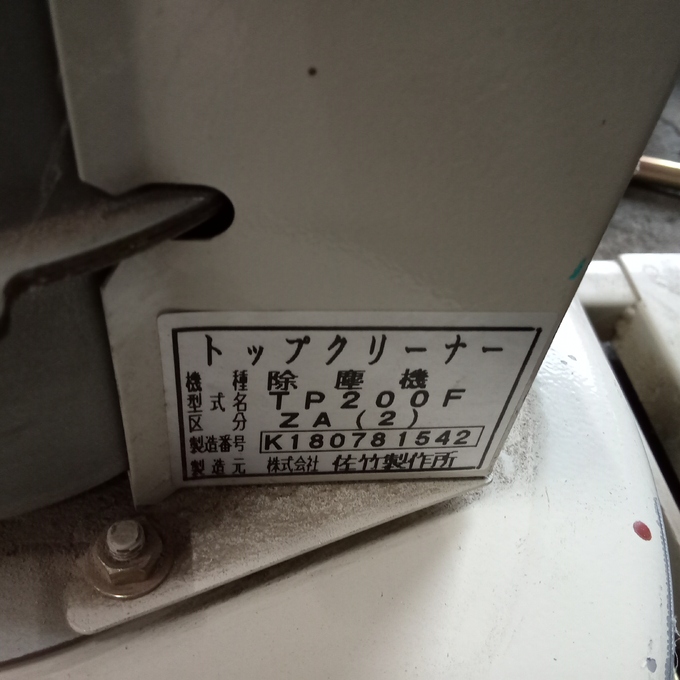 トップクリーナー
機種 除塵機
型式名 TP200F
区分 ZA(2)
製造番号 K180781542
製造元 株式会社 佐竹製作所